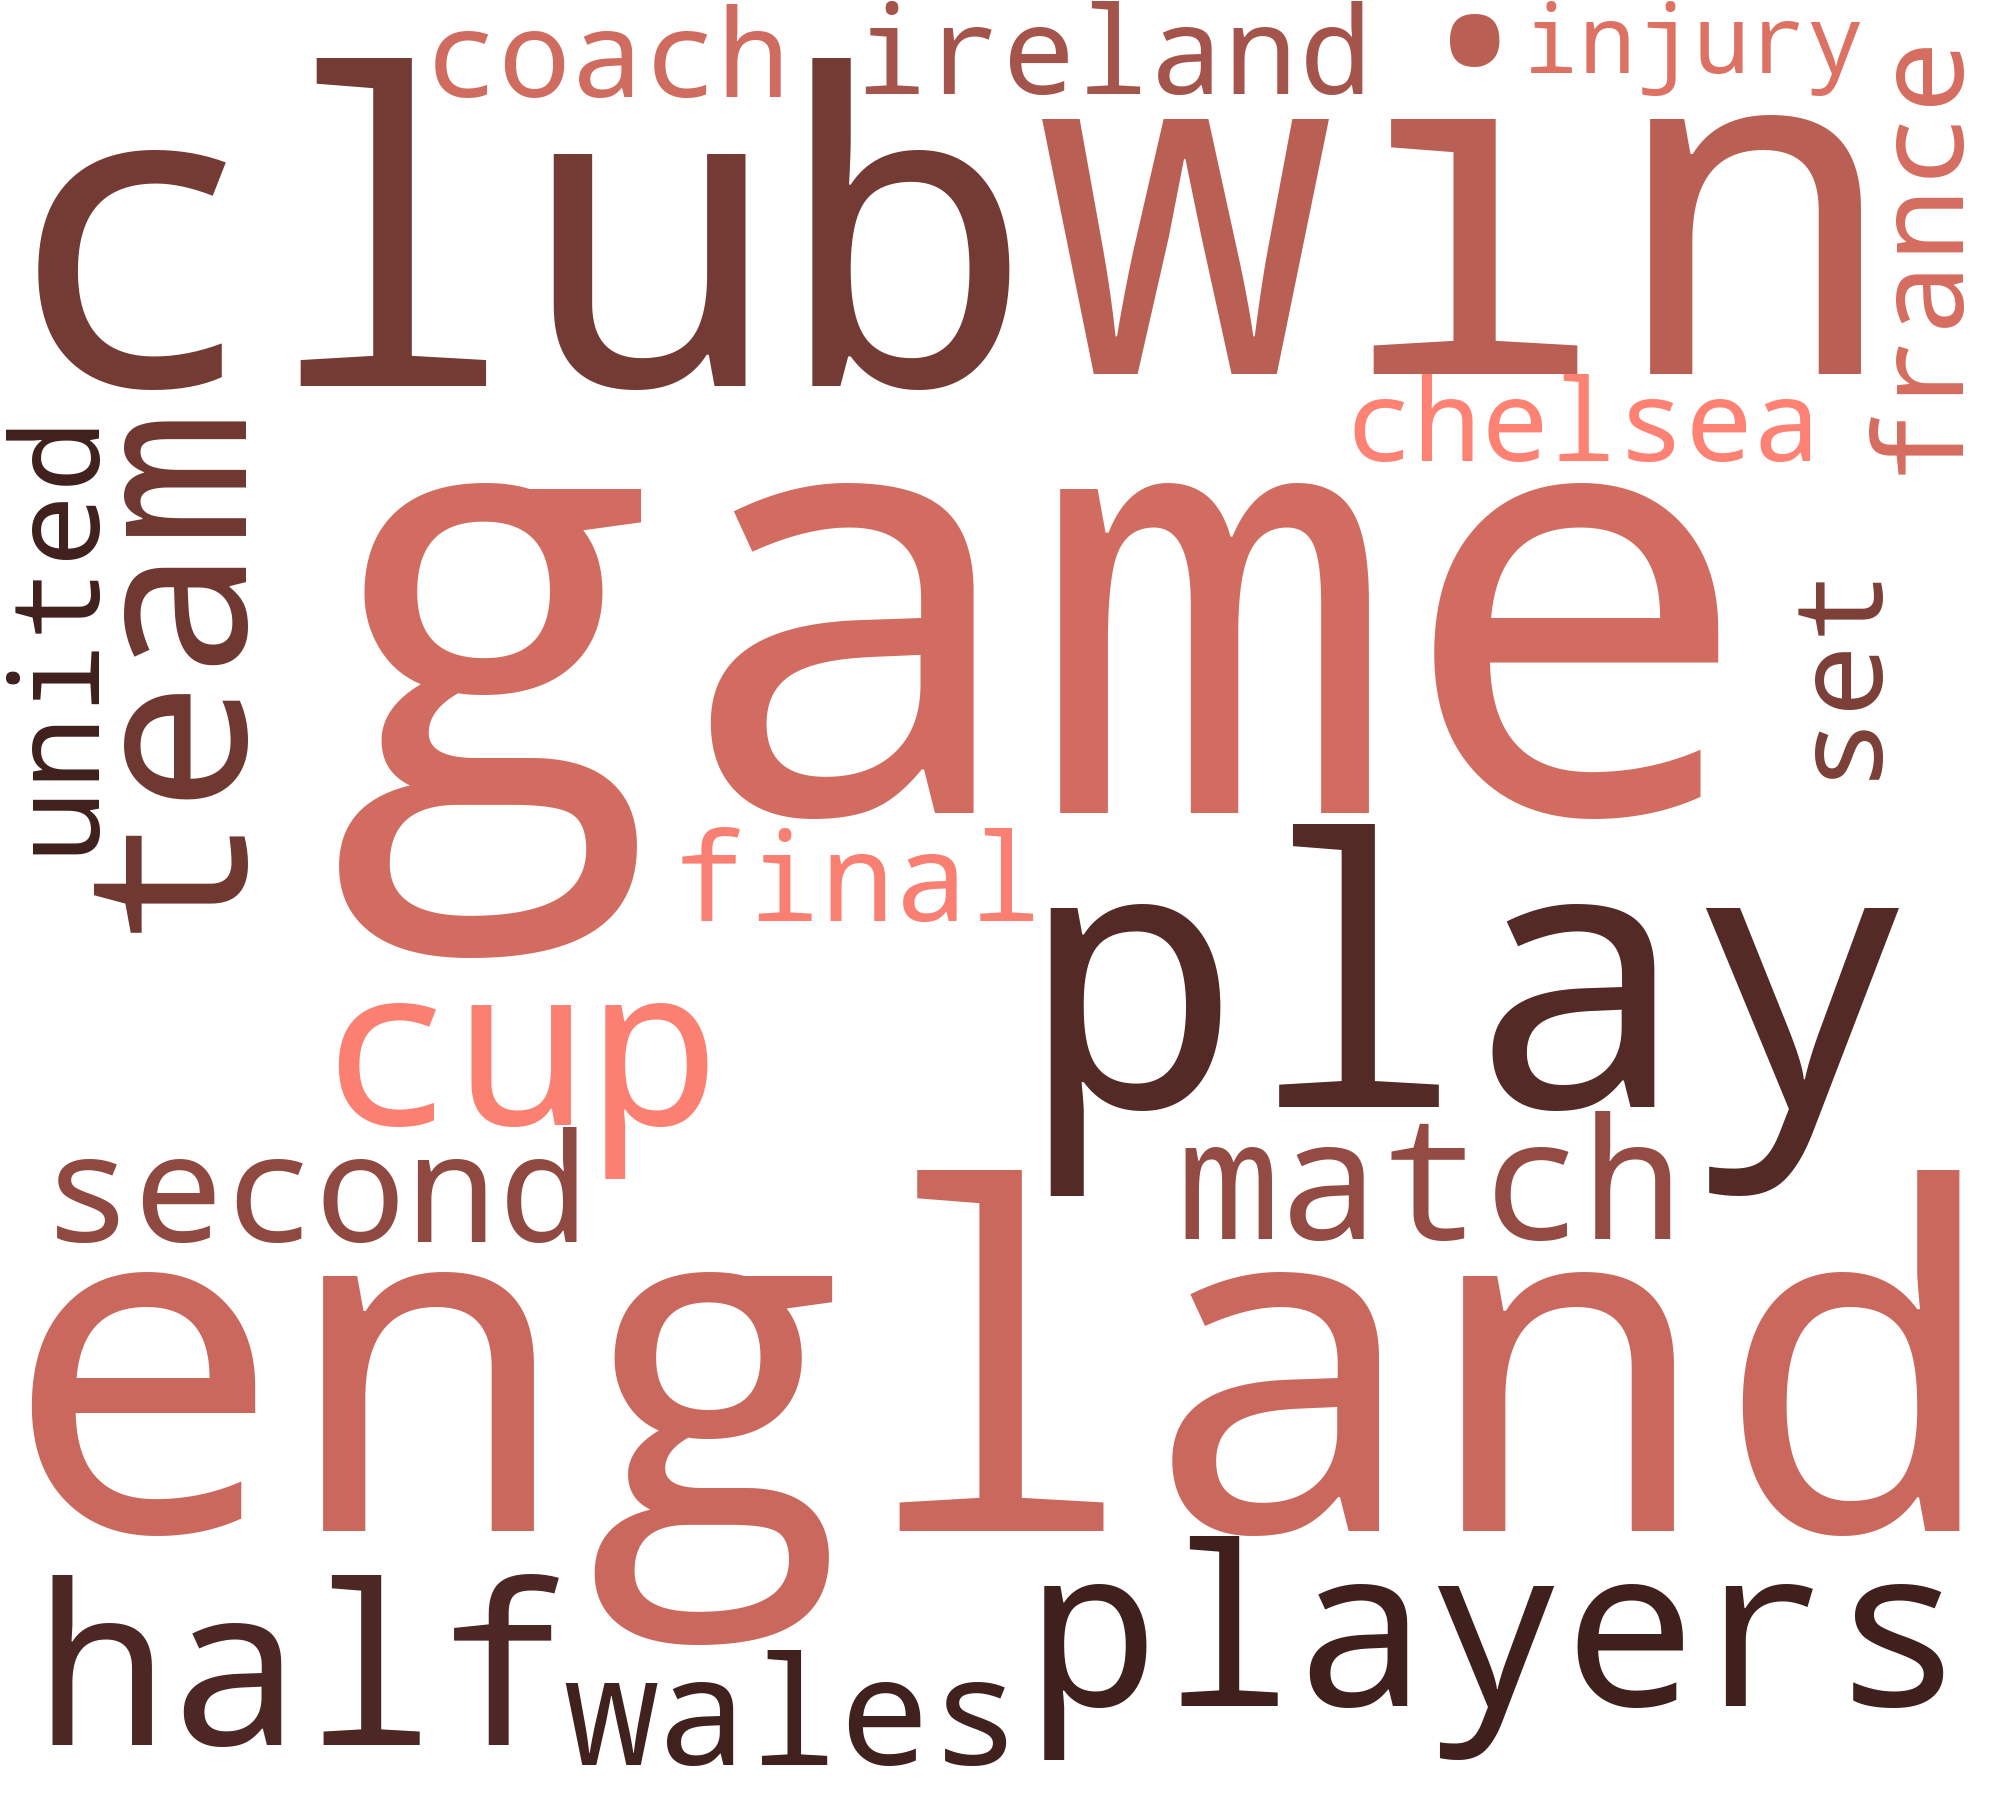 coach ireland injury
club win
france
chelsea
united
team
game
set
final
play
cup
second
match
england
half
players
wales